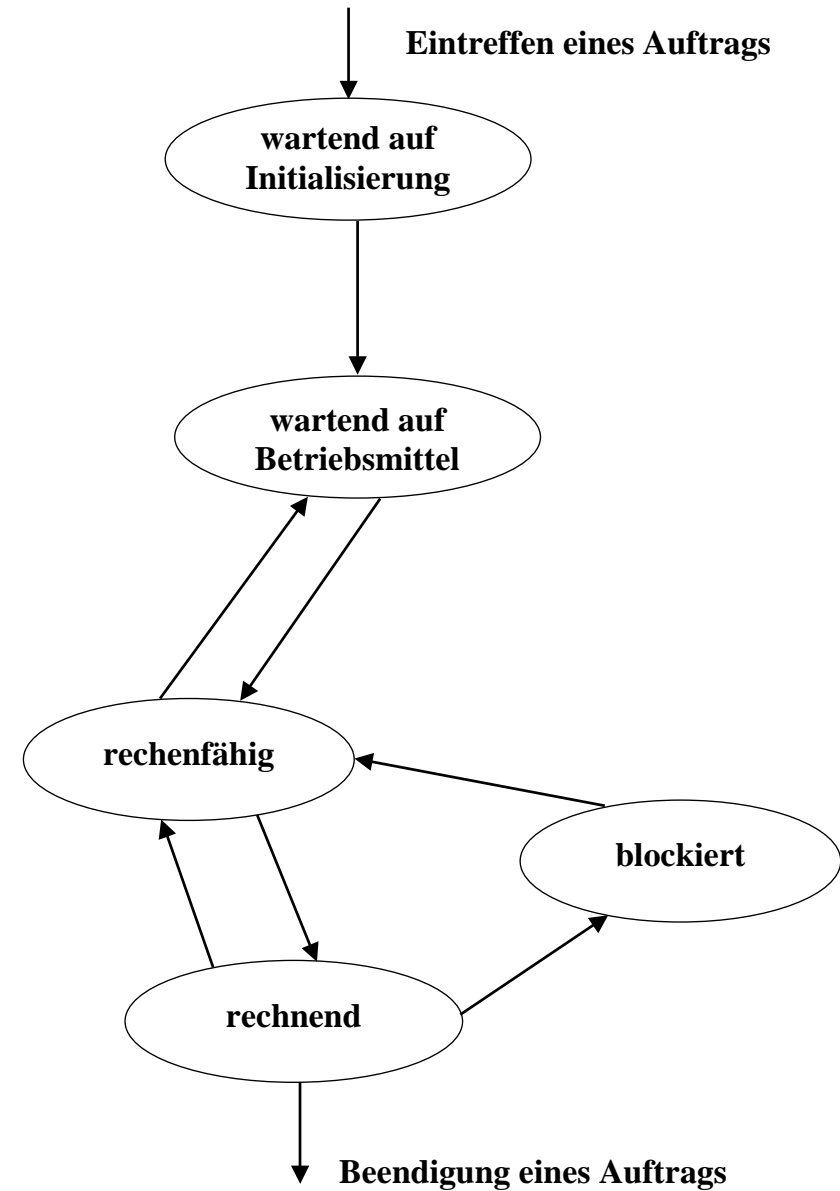 Eintreffen eines Auftrags
wartend auf
Initialisierung
wartend auf
Betriebsmittel
rechenfähig
blockiert
rechnend
Beendigung eines Auftrags